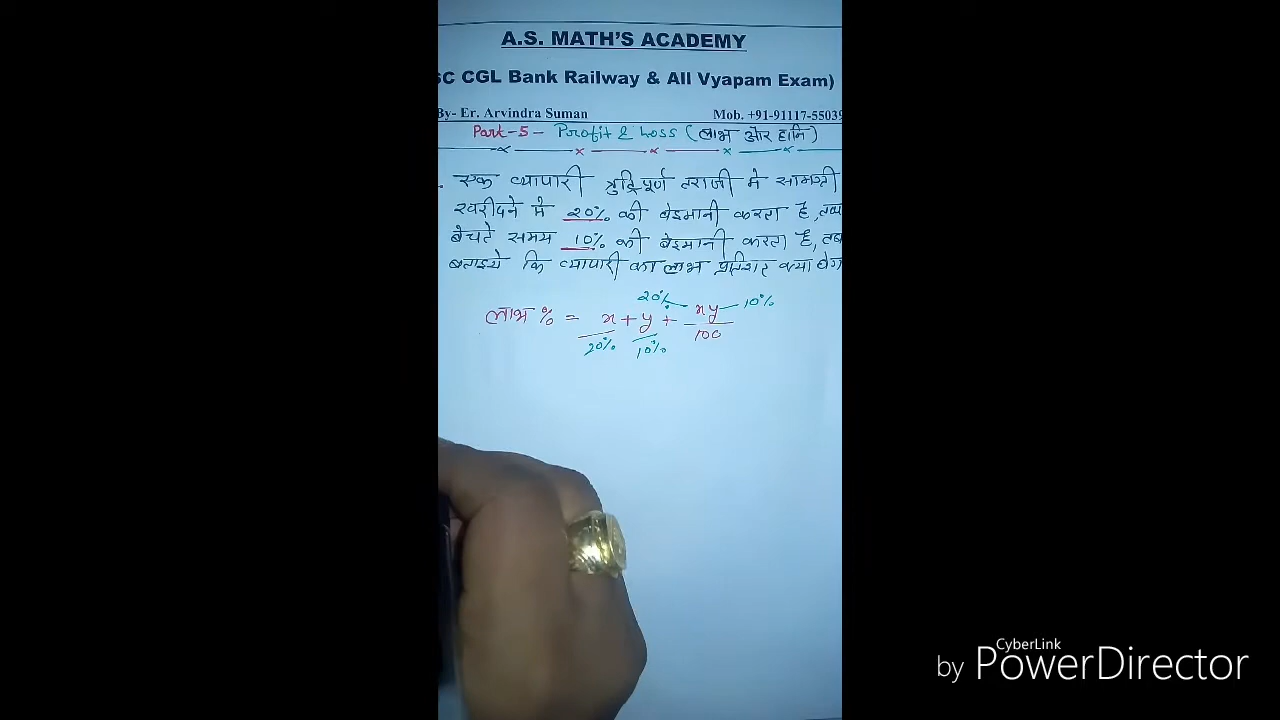 A.S. MATH'S ACADEMY
SC CGL Bank Railway & All Vyapam Exam)
By- Er. Arvindra Suman Mob. +91-91117-55039
Part-5 - Profit & Loss (लाभ और हानि)
एक व्यापारी त्रुटिपूर्ण तराजी मे सामग्री
खरीदने मे 20% की बेइमानी करता है, तब
बेचते समय 10% की बेइमानी करता है, तब
बताइये कि व्यापारी का लाभ प्रतिशत क्या होगा
20% 10%
लाभ % = x + y + xy/100
20% 10%
CyberLink
by PowerDirector